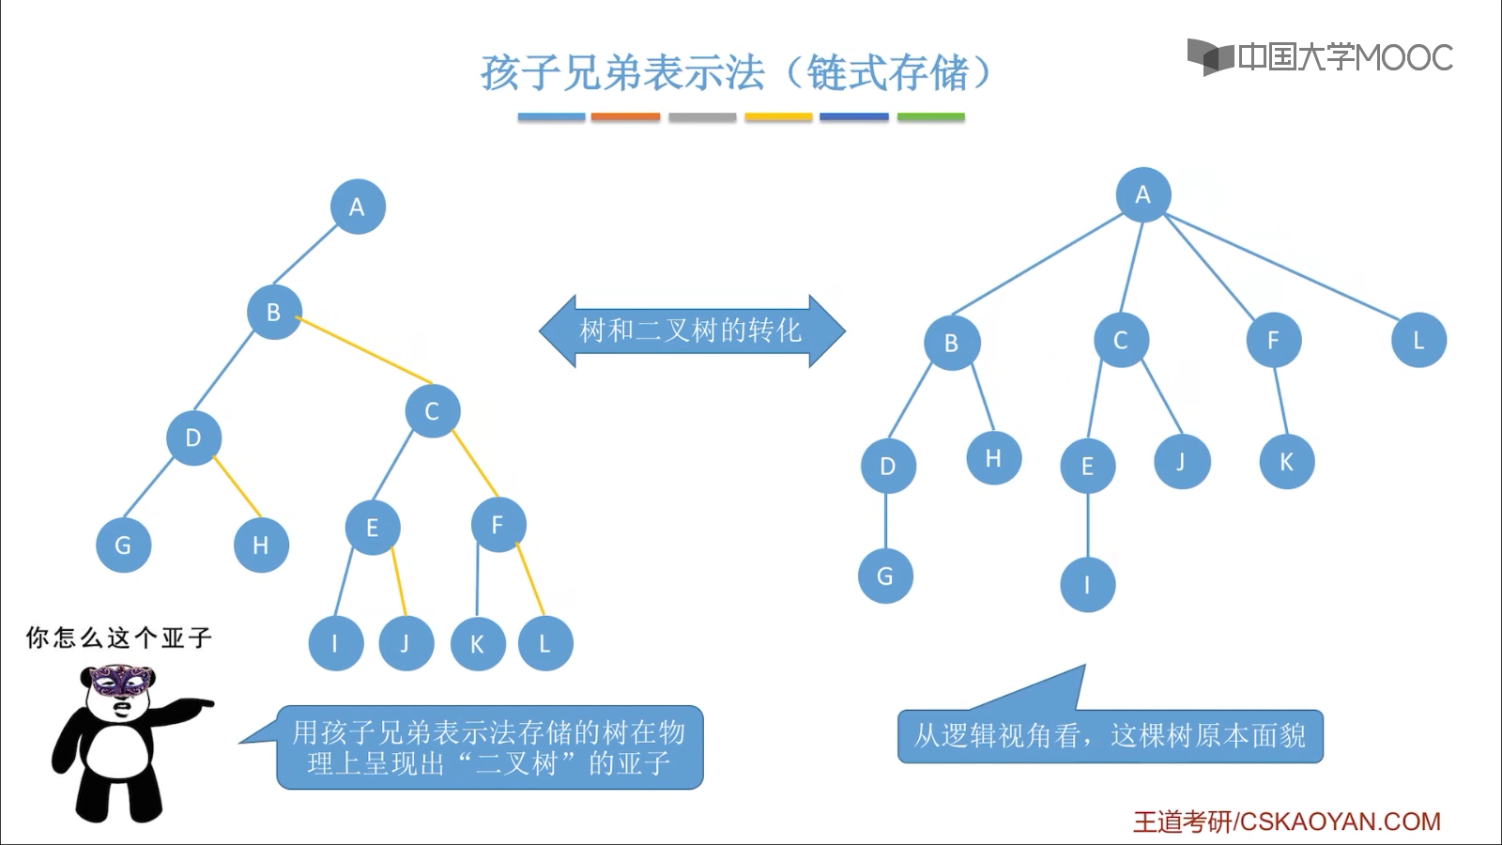 孩子兄弟表示法（链式存储）
中国大学MOOC
A
B
C
D
E
F
G
H
I
J
K
L
树和二叉树的转化
A
B
C
F
L
D
H
E
J
K
G
I
你怎么这个亚子
用孩子兄弟表示法存储的树在物
理上呈现出“二叉树”的亚子
从逻辑视角看，这棵树原本面貌
王道考研/CSKAOYAN.COM